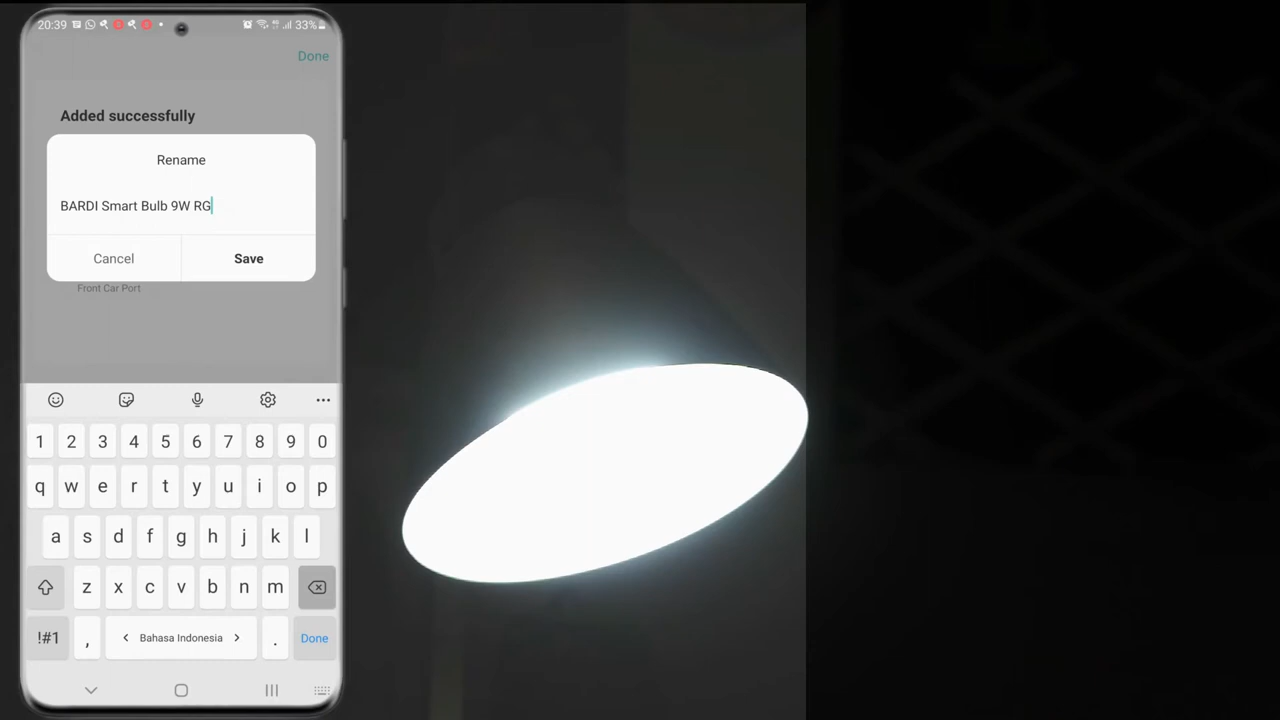 20:39
33%
Done
Added successfully
Rename
BARDI Smart Bulb 9W RG
Cancel
Save
Front Car Port
1 2 3 4 5 6 7 8 9 0
q w e r t y u i o p
a s d f g h j k l
z x c v b n m
!#1 , < Bahasa Indonesia > . Done